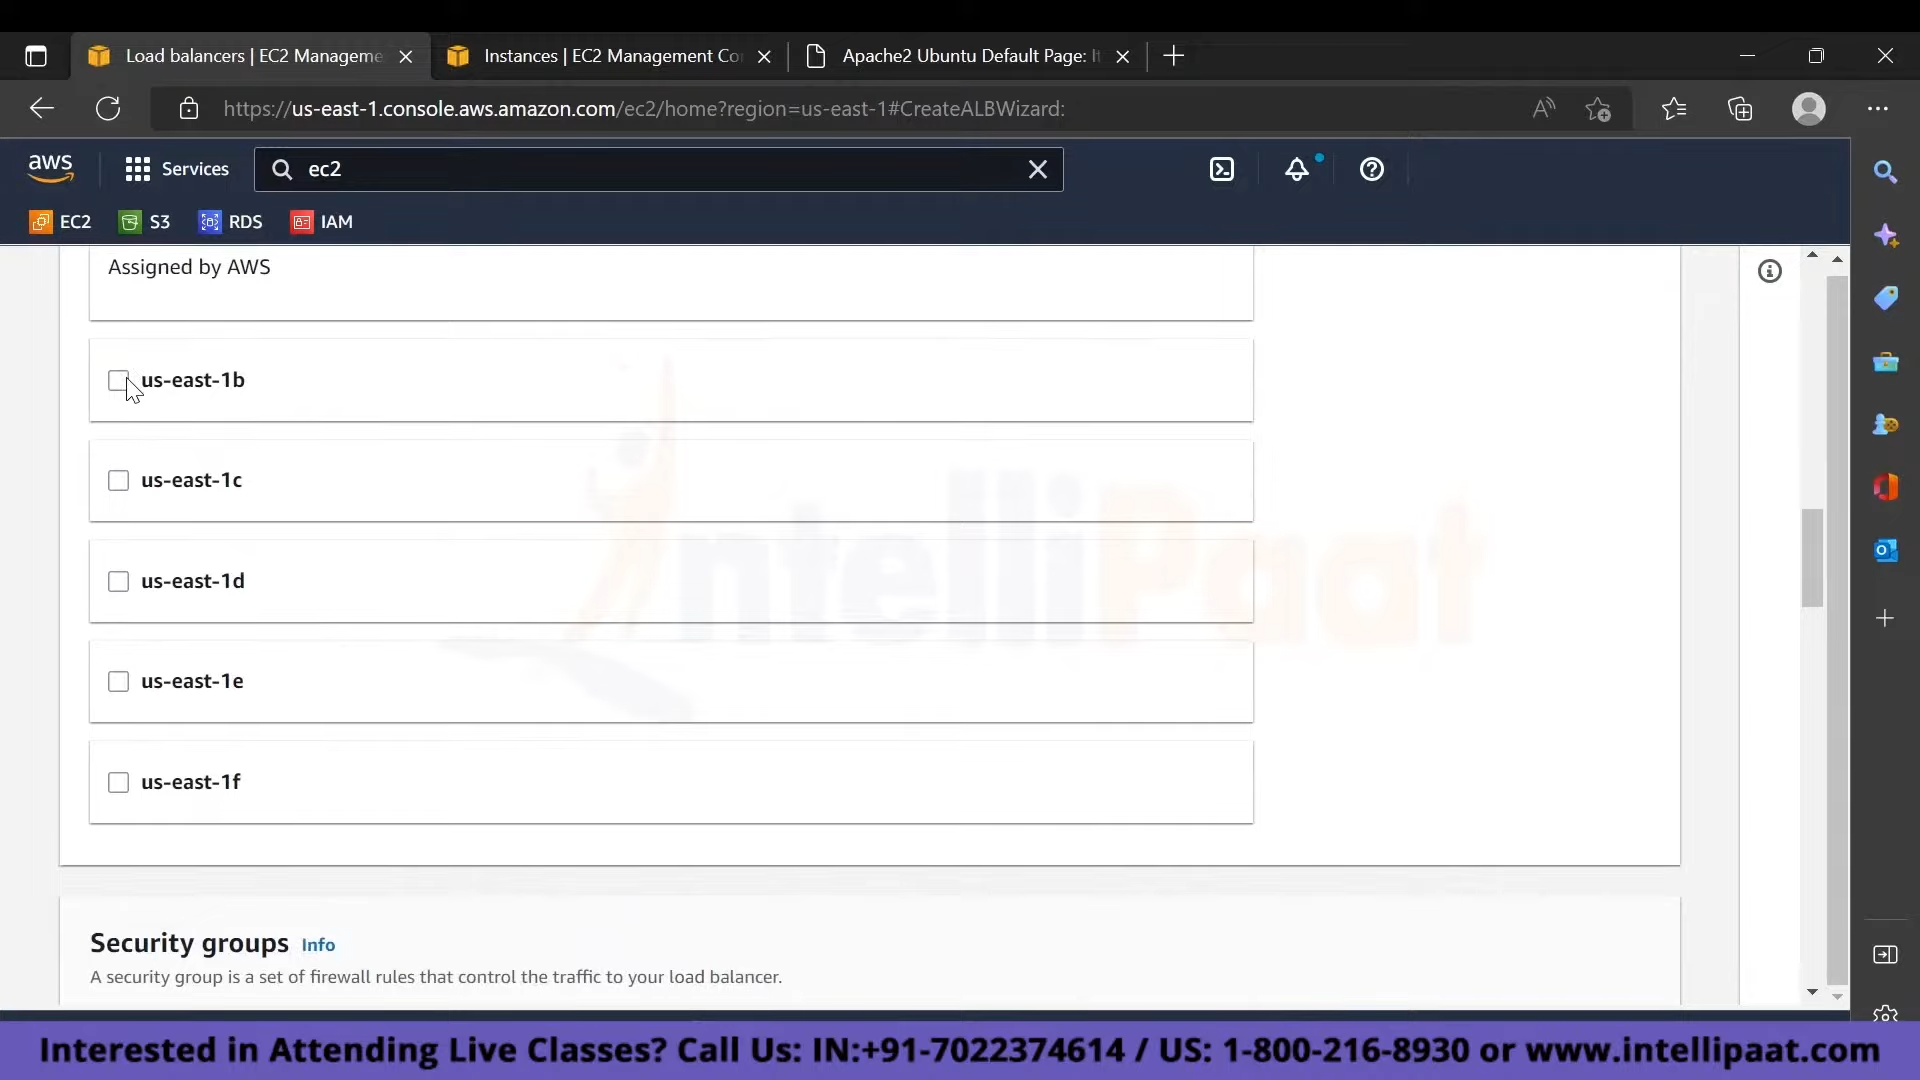 Load balancers | EC2 Manageme
Instances | EC2 Management Co
Apache2 Ubuntu Default Page: It
https://us-east-1.console.aws.amazon.com/ec2/home?region=us-east-1#CreateALBWizard:
aws
Services
ec2
EC2
S3
RDS
IAM
Assigned by AWS
us-east-1b
us-east-1c
us-east-1d
us-east-1e
us-east-1f
IntelliPaat
Security groups Info
A security group is a set of firewall rules that control the traffic to your load balancer.
Interested in Attending Live Classes? Call Us: IN:+91-7022374614 / US: 1-800-216-8930 or www.intellipaat.com